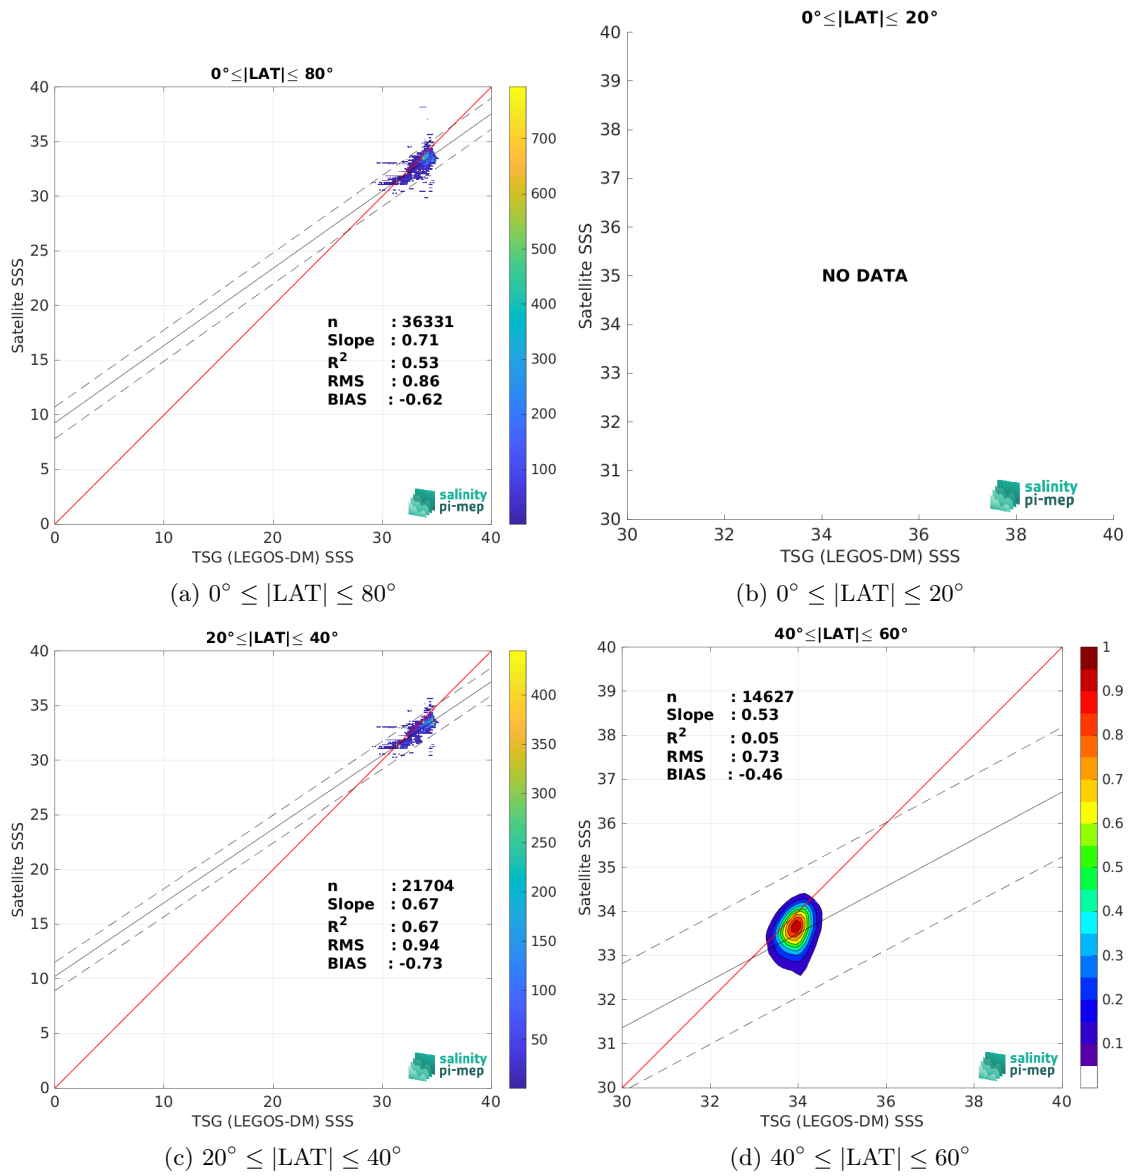 0°≤|LAT|≤ 80°
40
35
30
25
20
15
10
5
0
Satellite SSS
n : 36331
Slope : 0.71
R² : 0.53
RMS : 0.86
BIAS : -0.62
salinity
pi-mep
0 10 20 30 40
TSG (LEGOS-DM) SSS
700
600
500
400
300
200
100
(a) 0° ≤ |LAT| ≤ 80°
0°≤|LAT|≤ 20°
40
39
38
37
36
35
34
33
32
31
30
Satellite SSS
NO DATA
salinity
pi-mep
30 32 34 36 38 40
TSG (LEGOS-DM) SSS
(b) 0° ≤ |LAT| ≤ 20°
20°≤|LAT|≤ 40°
40
35
30
25
20
15
10
5
0
Satellite SSS
n : 21704
Slope : 0.67
R² : 0.67
RMS : 0.94
BIAS : -0.73
salinity
pi-mep
0 10 20 30 40
TSG (LEGOS-DM) SSS
400
350
300
250
200
150
100
50
(c) 20° ≤ |LAT| ≤ 40°
40°≤|LAT|≤ 60°
40
39
38
37
36
35
34
33
32
31
30
Satellite SSS
n : 14627
Slope : 0.53
R² : 0.05
RMS : 0.73
BIAS : -0.46
salinity
pi-mep
30 32 34 36 38 40
TSG (LEGOS-DM) SSS
1
0.9
0.8
0.7
0.6
0.5
0.4
0.3
0.2
0.1
(d) 40° ≤ |LAT| ≤ 60°